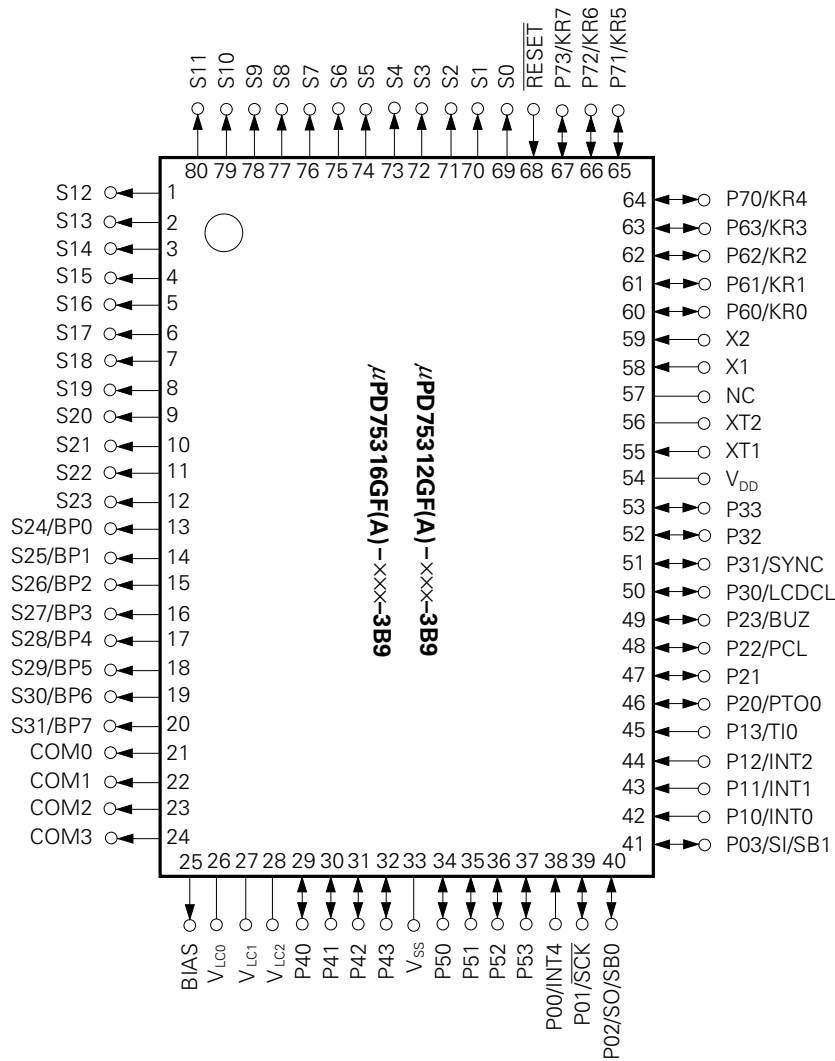 S11 S10 S9 S8 S7 S6 S5 S4 S3 S2 S1 S0 RESET P73/KR7 P72/KR6 P71/KR5
80 79 78 77 76 75 74 73 72 71 70 69 68 67 66 65
S12 1
S13 2
S14 3
S15 4
S16 5
S17 6
S18 7
S19 8
S20 9
S21 10
S22 11
S23 12
S24/BP0 13
S25/BP1 14
S26/BP2 15
S27/BP3 16
S28/BP4 17
S29/BP5 18
S30/BP6 19
S31/BP7 20
COM0 21
COM1 22
COM2 23
COM3 24
μPD75312GF(A)-×××-3B9
μPD75316GF(A)-×××-3B9
64 P70/KR4
63 P63/KR3
62 P62/KR2
61 P61/KR1
60 P60/KR0
59 X2
58 X1
57 NC
56 XT2
55 XT1
54 VDD
53 P33
52 P32
51 P31/SYNC
50 P30/LCDCL
49 P23/BUZ
48 P22/PCL
47 P21
46 P20/PTO0
45 P13/TI0
44 P12/INT2
43 P11/INT1
42 P10/INT0
41 P03/SI/SB1
25 26 27 28 29 30 31 32 33 34 35 36 37 38 39 40
BIAS VLC0 VLC1 VLC2 P40 P41 P42 P43 VSS P50 P51 P52 P53 P00/INT4 P01/SCK P02/SO/SB0